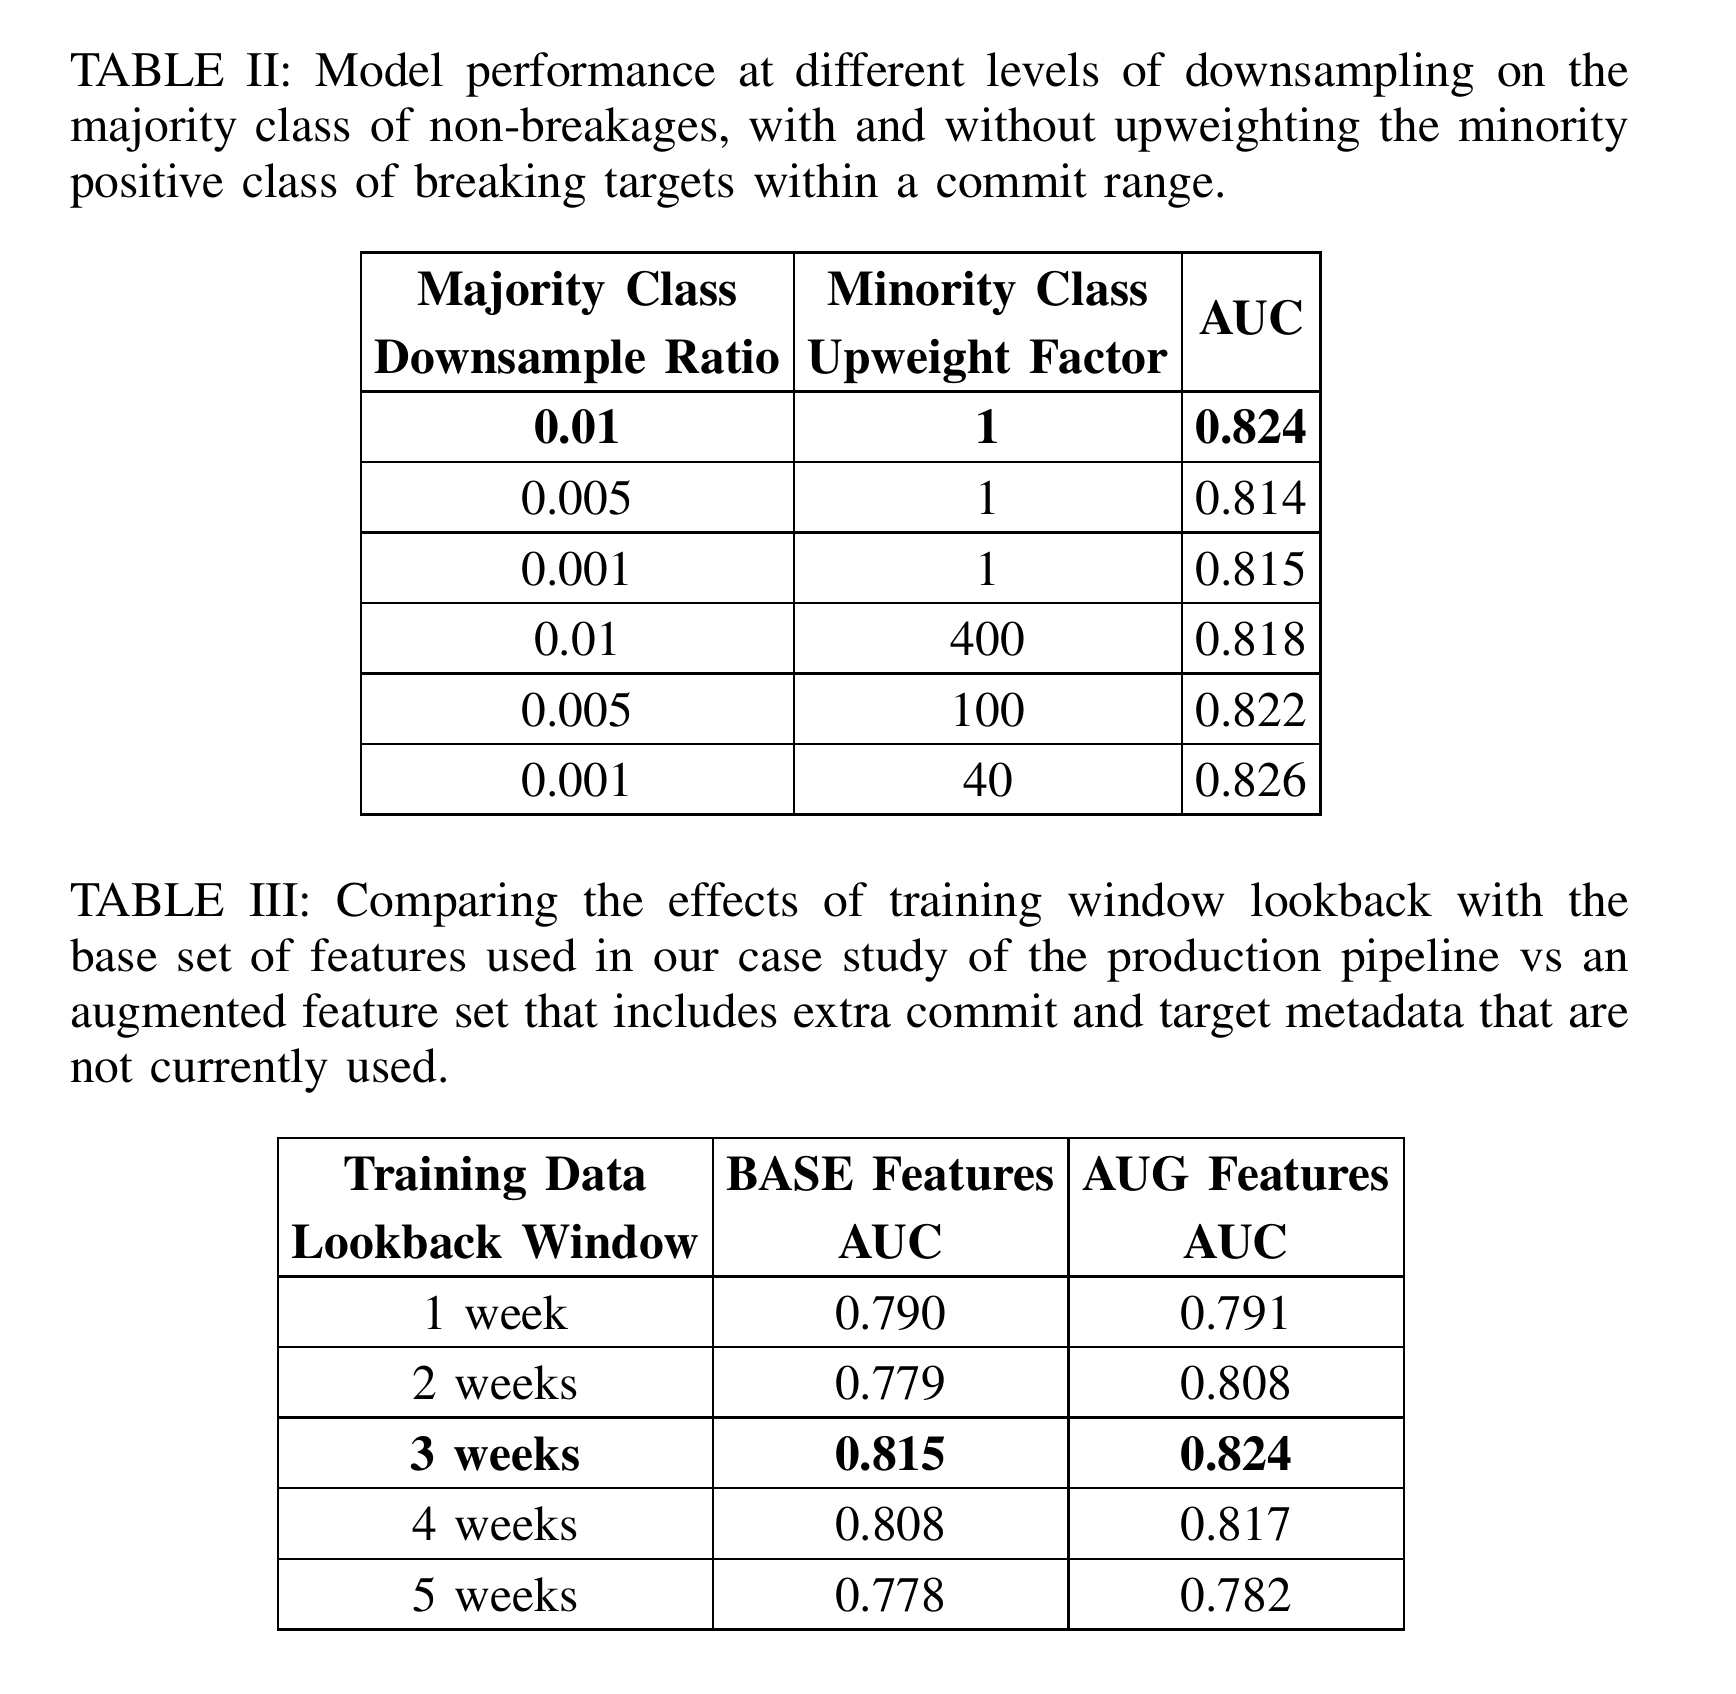 TABLE II: Model performance at different levels of downsampling on the
majority class of non-breakages, with and without upweighting the minority
positive class of breaking targets within a commit range.
Majority Class Downsample Ratio Minority Class Upweight Factor AUC
0.01 1 0.824
0.005 1 0.814
0.001 1 0.815
0.01 400 0.818
0.005 100 0.822
0.001 40 0.826
TABLE III: Comparing the effects of training window lookback with the
base set of features used in our case study of the production pipeline vs an
augmented feature set that includes extra commit and target metadata that are
not currently used.
Training Data Lookback Window BASE Features AUC AUG Features AUC
1 week 0.790 0.791
2 weeks 0.779 0.808
3 weeks 0.815 0.824
4 weeks 0.808 0.817
5 weeks 0.778 0.782